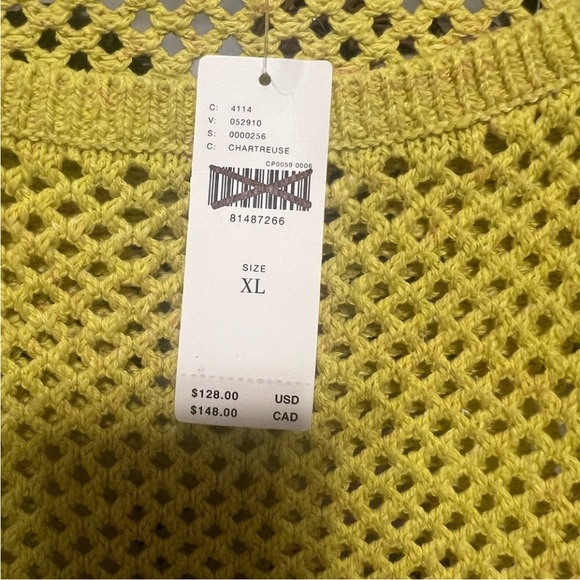 C: 4114
V: 052910
S: 0000256
C: CHARTREUSE
CP0059 0006
81487266
SIZE
XL
$128.00 USD
$148.00 CAD